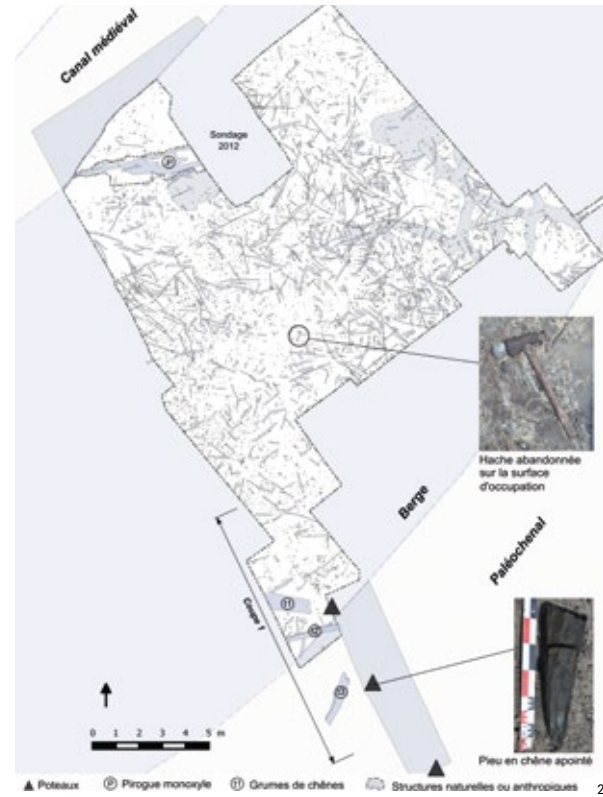 Canal médiéval
Sondage
2012
P
Hache abandonnée
sur la surface
d'occupation
Berge
Paléochenal
Coupe 1
0 1 2 3 4 5 m
Pieu en chêne apointé
Poteaux
P Pirogue monoxyle
Grumes de chênes
Structures naturelles ou anthropiques
2